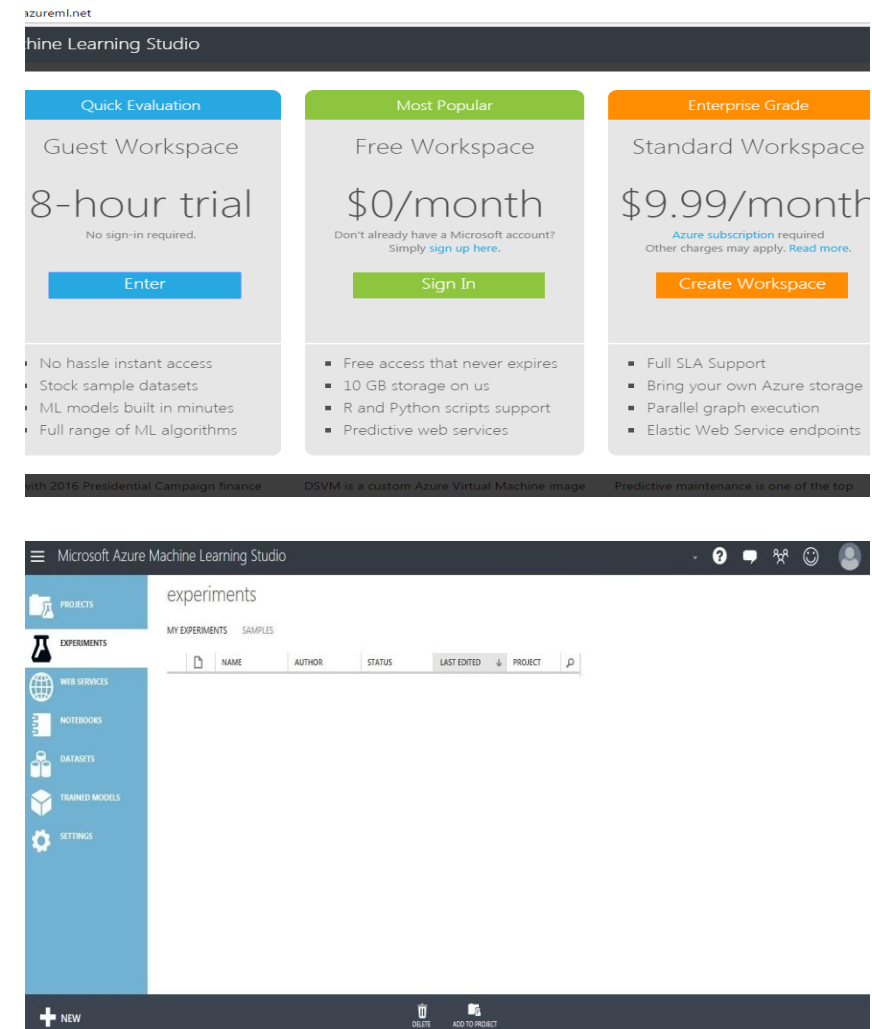 azureml.net
hine Learning Studio
Quick Evaluation
Guest Workspace
8-hour trial
No sign-in required.
Enter
No hassle instant access
Stock sample datasets
ML models built in minutes
Full range of ML algorithms
Most Popular
Free Workspace
$0/month
Don't already have a Microsoft account?
Simply sign up here.
Sign In
Free access that never expires
10 GB storage on us
R and Python scripts support
Predictive web services
Enterprise Grade
Standard Workspace
$9.99/month
Azure subscription required
Other charges may apply. Read more.
Create Workspace
Full SLA Support
Bring your own Azure storage
Parallel graph execution
Elastic Web Service endpoints
with 2016 Presidential Campaign finance
DSVM is a custom Azure Virtual Machine image
Predictive maintenance is one of the top
Microsoft Azure Machine Learning Studio
PROJECTS
EXPERIMENTS
WEB SERVICES
NOTEBOOKS
DATASETS
TRAINED MODELS
SETTINGS
experiments
MY EXPERIMENTS SAMPLES
NAME AUTHOR STATUS LAST EDITED PROJECT
NEW
DELETE
ADD TO PROJECT